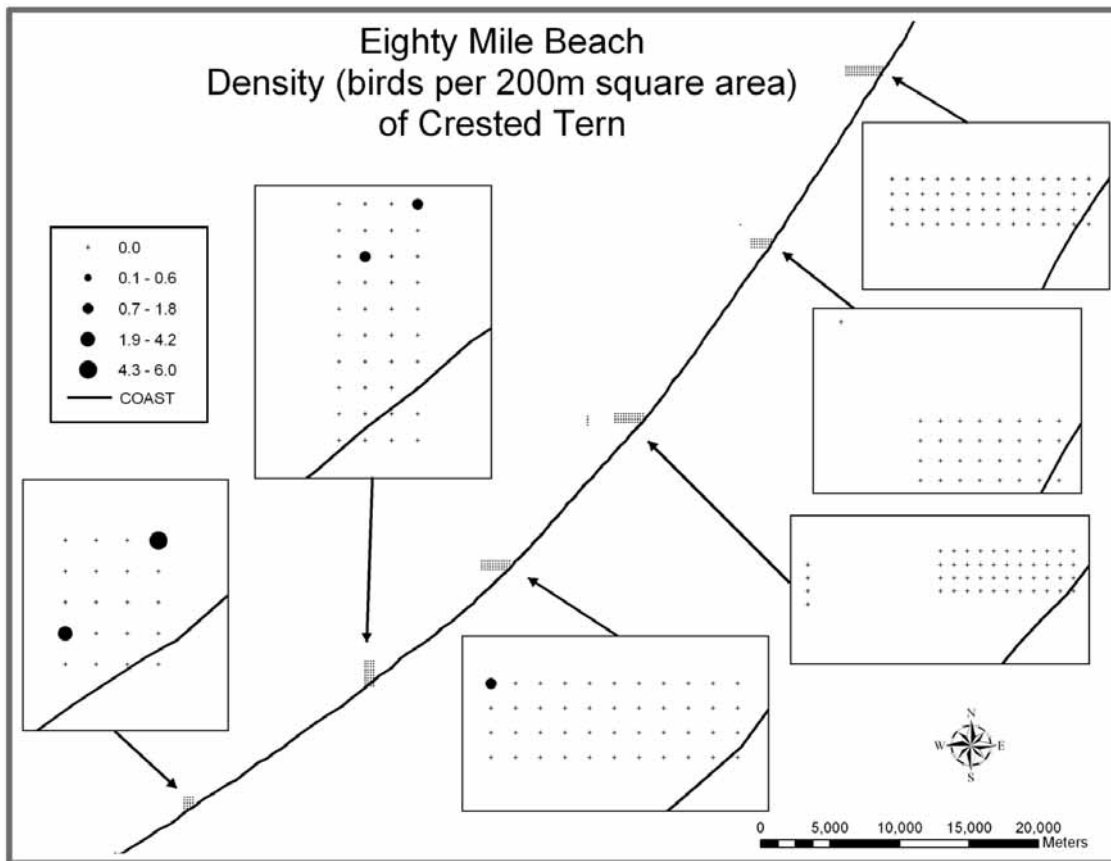 Eighty Mile Beach
Density (birds per 200m square area)
of Crested Tern
0.0
0.1 - 0.6
0.7 - 1.8
1.9 - 4.2
4.3 - 6.0
COAST
N
W E
S
0 5,000 10,000 15,000 20,000
Meters